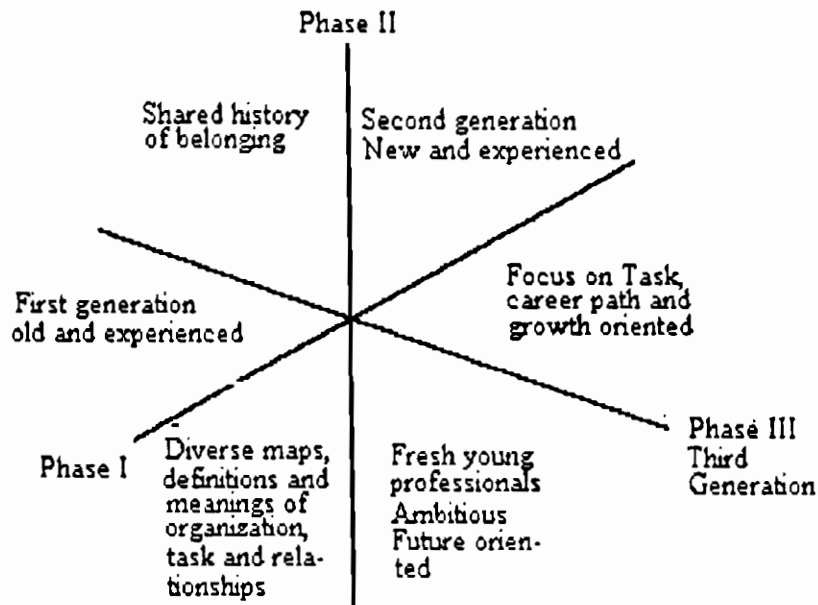 Phase II
Shared history
of belonging
Second generation
New and experienced
First generation
old and experienced
Focus on Task,
career path and
growth oriented
Phase I
Diverse maps,
definitions and
meanings of
organization,
task and rela-
tionships
Fresh young
professionals
Ambitious
Future orien-
ted
Phase III
Third
Generation